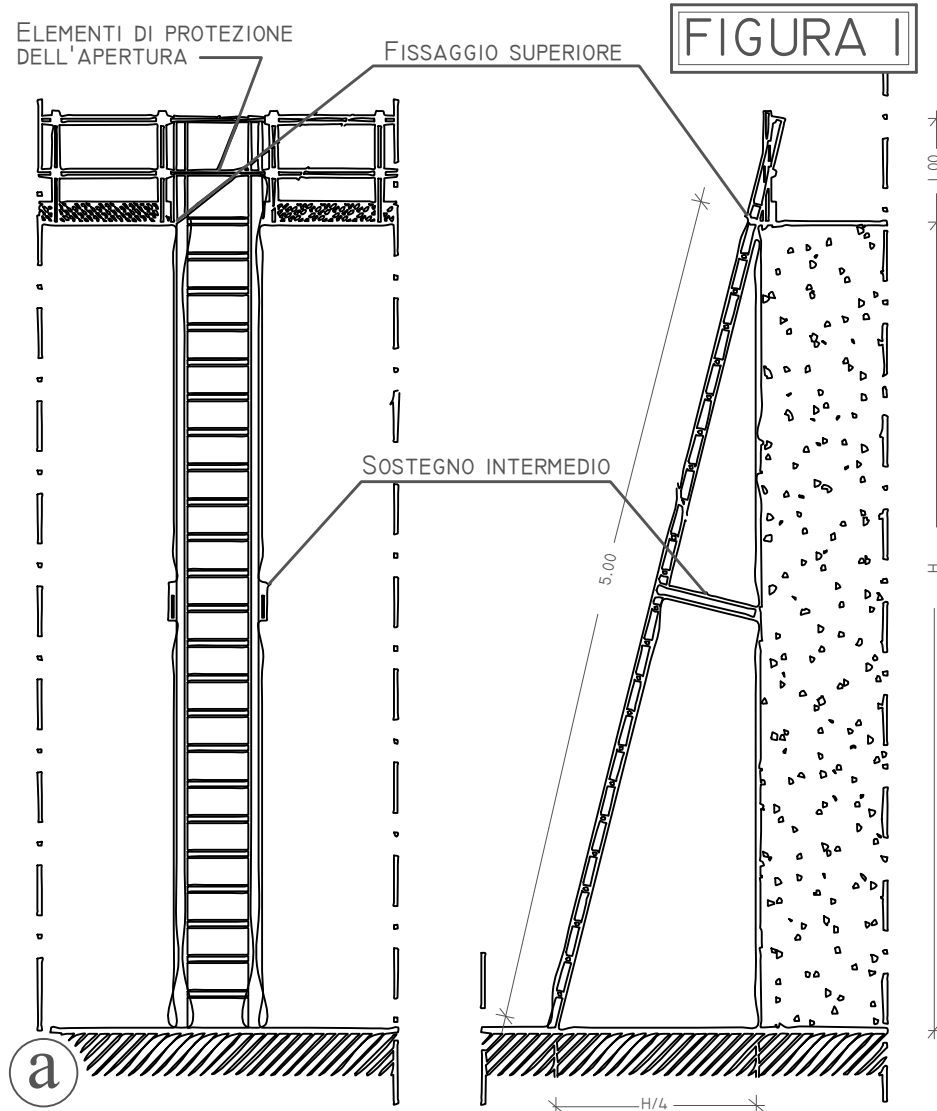 ELEMENTI DI PROTEZIONE
DELL'APERTURA
FISSAGGIO SUPERIORE
FIGURA 1
1.00
SOSTEGNO INTERMEDIO
5.00
H
a
H/4